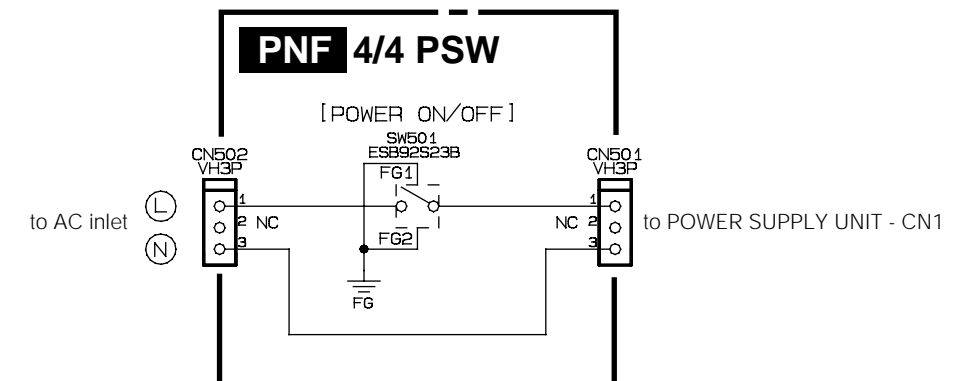 PNF 4/4 PSW
[POWER ON/OFF]
SW501
ESB92S23B
CN502
VH3P
CN501
VH3P
FG1
L
1
1
to AC inlet
2 NC
NC 2
to POWER SUPPLY UNIT - CN1
N
3
FG2
3
FG